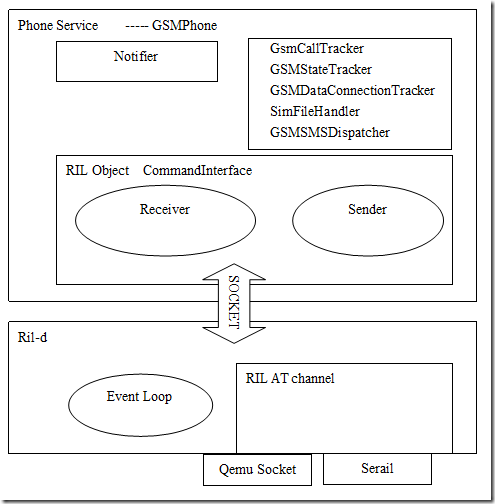 Phone Service ----- GSMPhone
Notifier
GsmCallTracker
GSMStateTracker
GSMDataConnectionTracker
SimFileHandler
GSMSMSDispatcher
RIL Object CommandInterface
Receiver
Sender
SOCKET
Ril-d
Event Loop
RIL AT channel
Qemu Socket
Serail